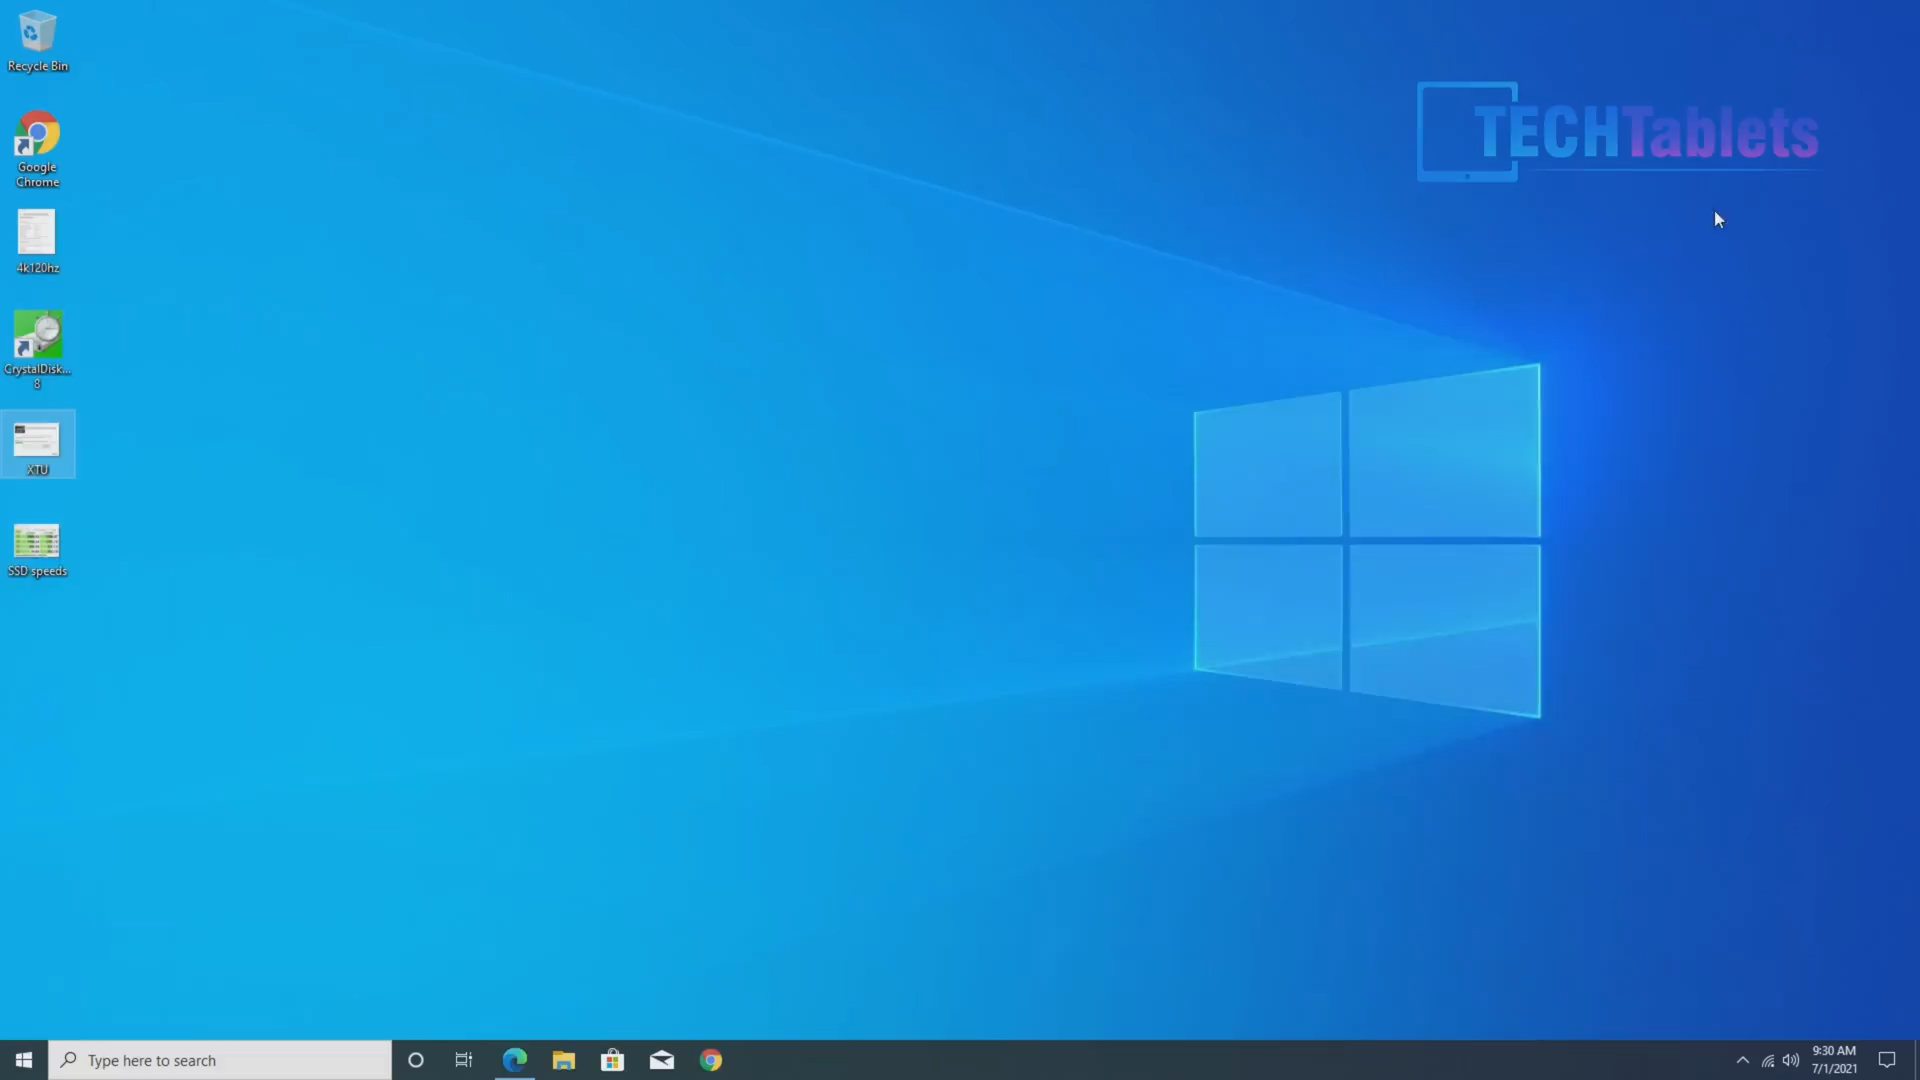 Recycle Bin
Google
Chrome
4k120hz
CrystalDisk...
8
XTU
SSD speeds
TECHTablets
Type here to search
9:30 AM
7/1/2021